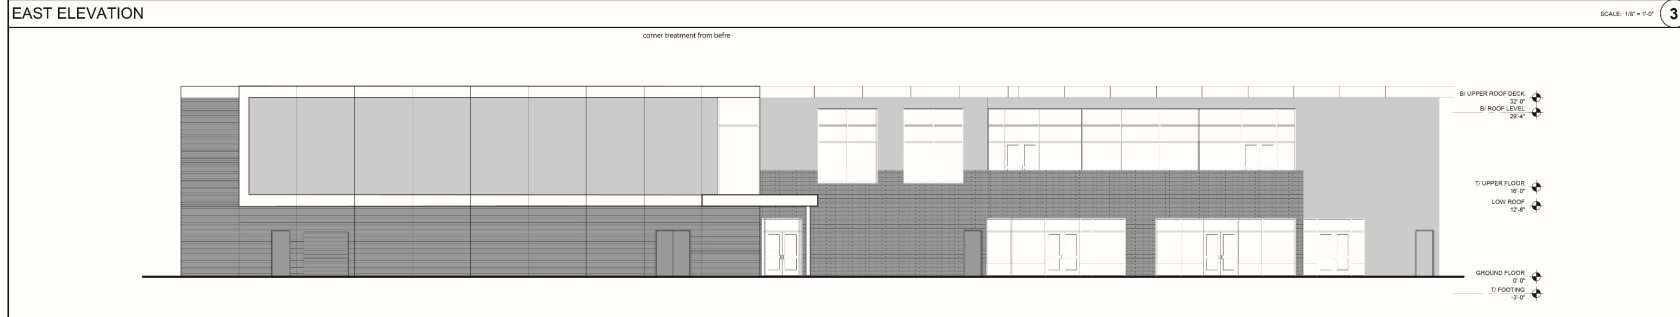 EAST ELEVATION
SCALE: 1/8" = 1'-0"
3
corner treatment from befre
B/ UPPER ROOF DECK
32'-0"
B/ ROOF LEVEL
29'-4"
T/ UPPER FLOOR
16'-0"
LOW ROOF
12'-8"
GROUND FLOOR
0'-0"
T/ FOOTING
-3'-0"